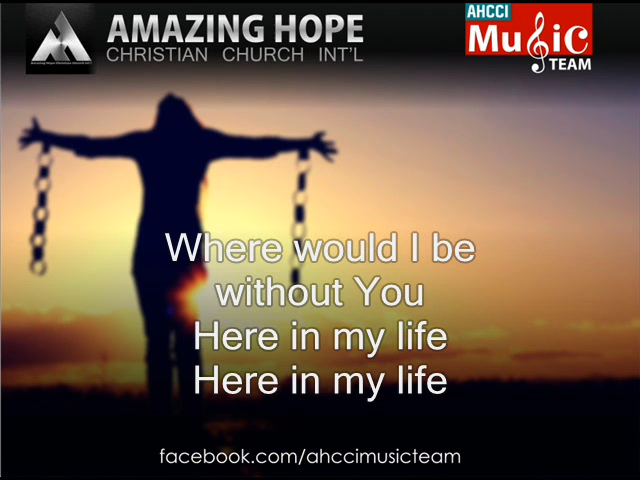 AMAZING HOPE
CHRISTIAN CHURCH INT'L
AHCCI
Music
TEAM
Where would I be
without You
Here in my life
Here in my life
facebook.com/ahccimusicteam